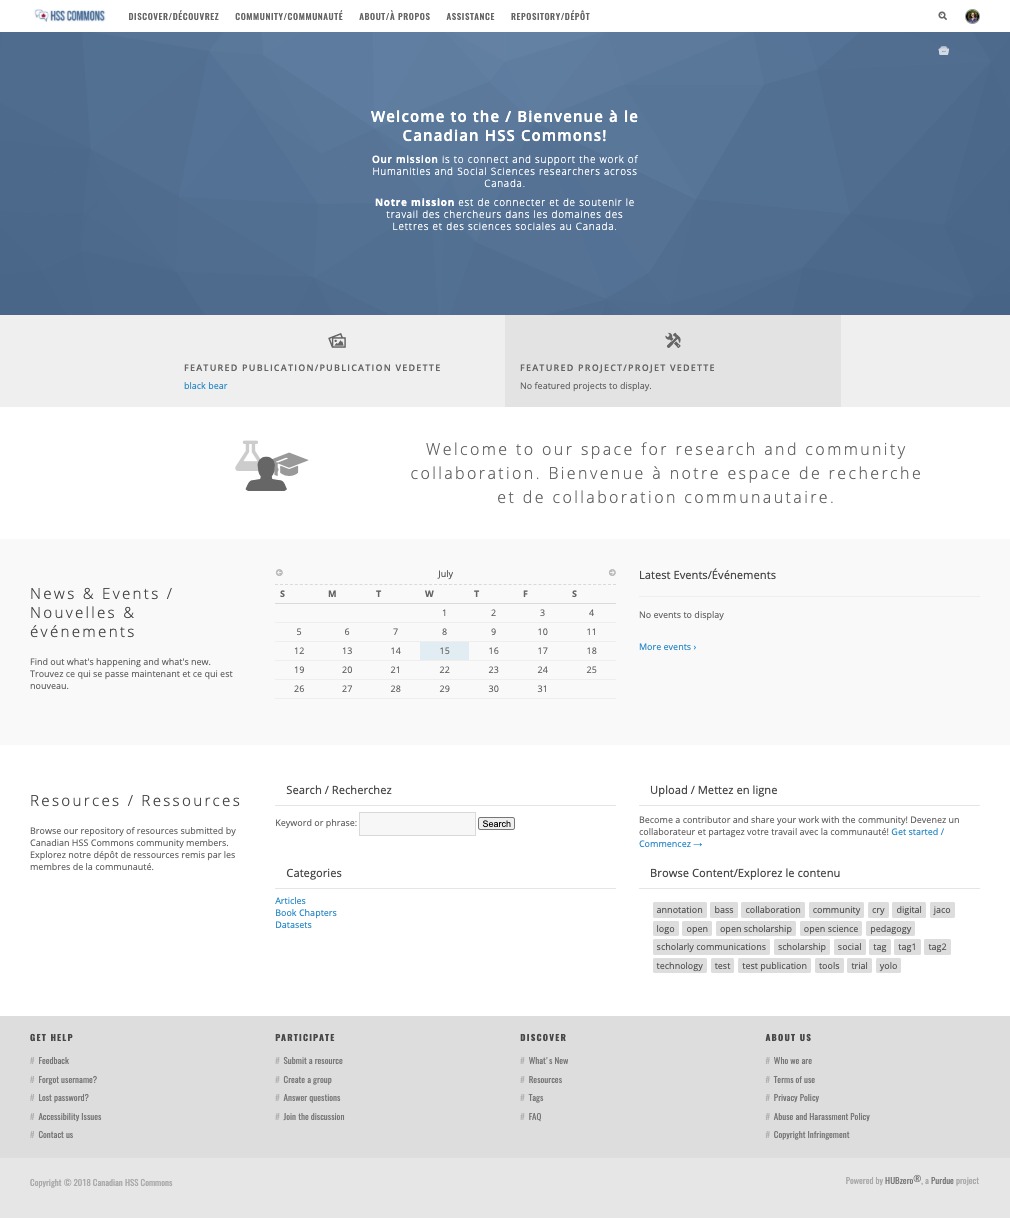 HSS COMMONS
DISCOVER/DÉCOUVREZ COMMUNITY/COMMUNAUTÉ ABOUT/À PROPOS ASSISTANCE REPOSITORY/DÉPÔT
Welcome to the / Bienvenue à le
Canadian HSS Commons!
Our mission is to connect and support the work of
Humanities and Social Sciences researchers across
Canada.
Notre mission est de connecter et de soutenir le
travail des chercheurs dans les domaines des
Lettres et des sciences sociales au Canada.
FEATURED PUBLICATION/PUBLICATION VEDETTE
black bear
FEATURED PROJECT/PROJET VEDETTE
No featured projects to display.
Welcome to our space for research and community
collaboration. Bienvenue à notre espace de recherche
et de collaboration communautaire.
News & Events /
Nouvelles &
événements
Find out what's happening and what's new.
Trouvez ce qui se passe maintenant et ce qui est
nouveau.
July
S M T W T F S
1 2 3 4
5 6 7 8 9 10 11
12 13 14 15 16 17 18
19 20 21 22 23 24 25
26 27 28 29 30 31
Latest Events/Événements
No events to display
More events ›
Resources / Ressources
Browse our repository of resources submitted by
Canadian HSS Commons community members.
Explorez notre dépôt de ressources remis par les
membres de la communauté.
Search / Recherchez
Keyword or phrase: Search
Categories
Articles
Book Chapters
Datasets
Upload / Mettez en ligne
Become a contributor and share your work with the community! Devenez un
collaborateur et partagez votre travail avec la communauté! Get started /
Commencez →
Browse Content/Explorez le contenu
annotation bass collaboration community cry digital jaco
logo open open scholarship open science pedagogy
scholarly communications scholarship social tag tag1 tag2
technology test test publication tools trial yolo
GET HELP
# Feedback
# Forgot username?
# Lost password?
# Accessibility Issues
# Contact us
PARTICIPATE
# Submit a resource
# Create a group
# Answer questions
# Join the discussion
DISCOVER
# What's New
# Resources
# Tags
# FAQ
ABOUT US
# Who we are
# Terms of use
# Privacy Policy
# Abuse and Harassment Policy
# Copyright Infringement
Copyright © 2018 Canadian HSS Commons
Powered by HUBzero®, a Purdue project